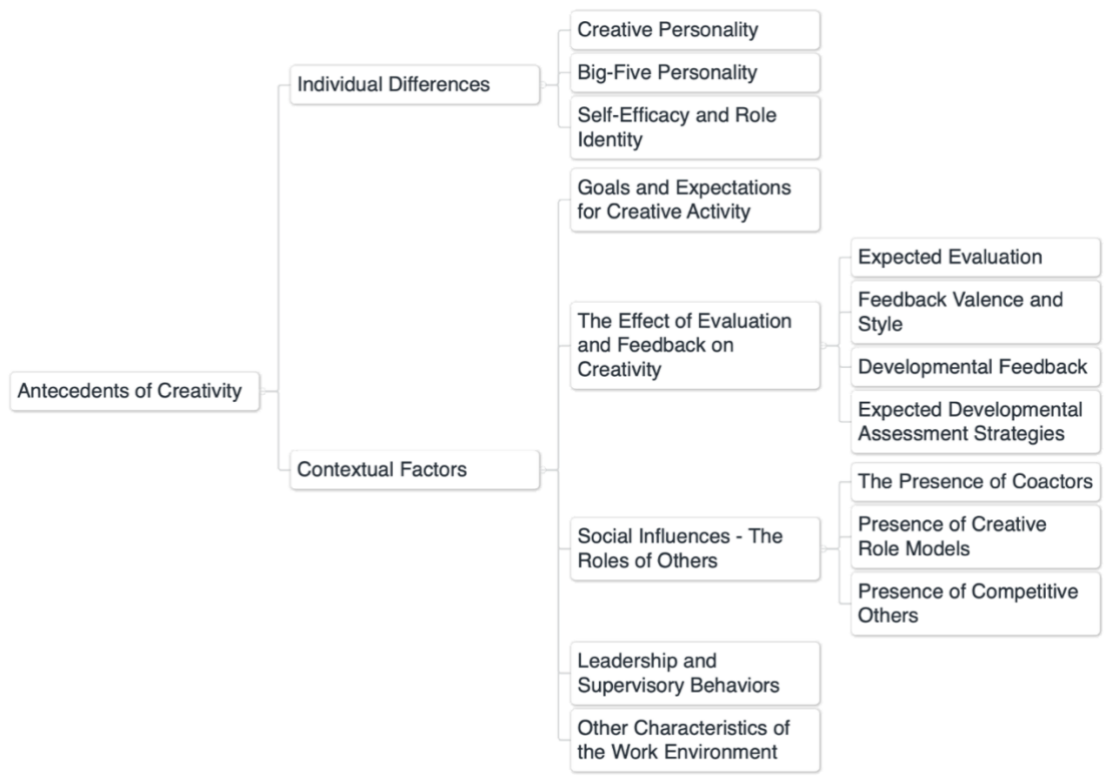 Creative Personality
Big-Five Personality
Individual Differences
Self-Efficacy and Role
Identity
Goals and Expectations
for Creative Activity
Expected Evaluation
Feedback Valence and
Style
The Effect of Evaluation
and Feedback on
Creativity
Developmental Feedback
Expected Developmental
Assessment Strategies
Antecedents of Creativity
Contextual Factors
The Presence of Coactors
Social Influences - The
Roles of Others
Presence of Creative
Role Models
Presence of Competitive
Others
Leadership and
Supervisory Behaviors
Other Characteristics of
the Work Environment